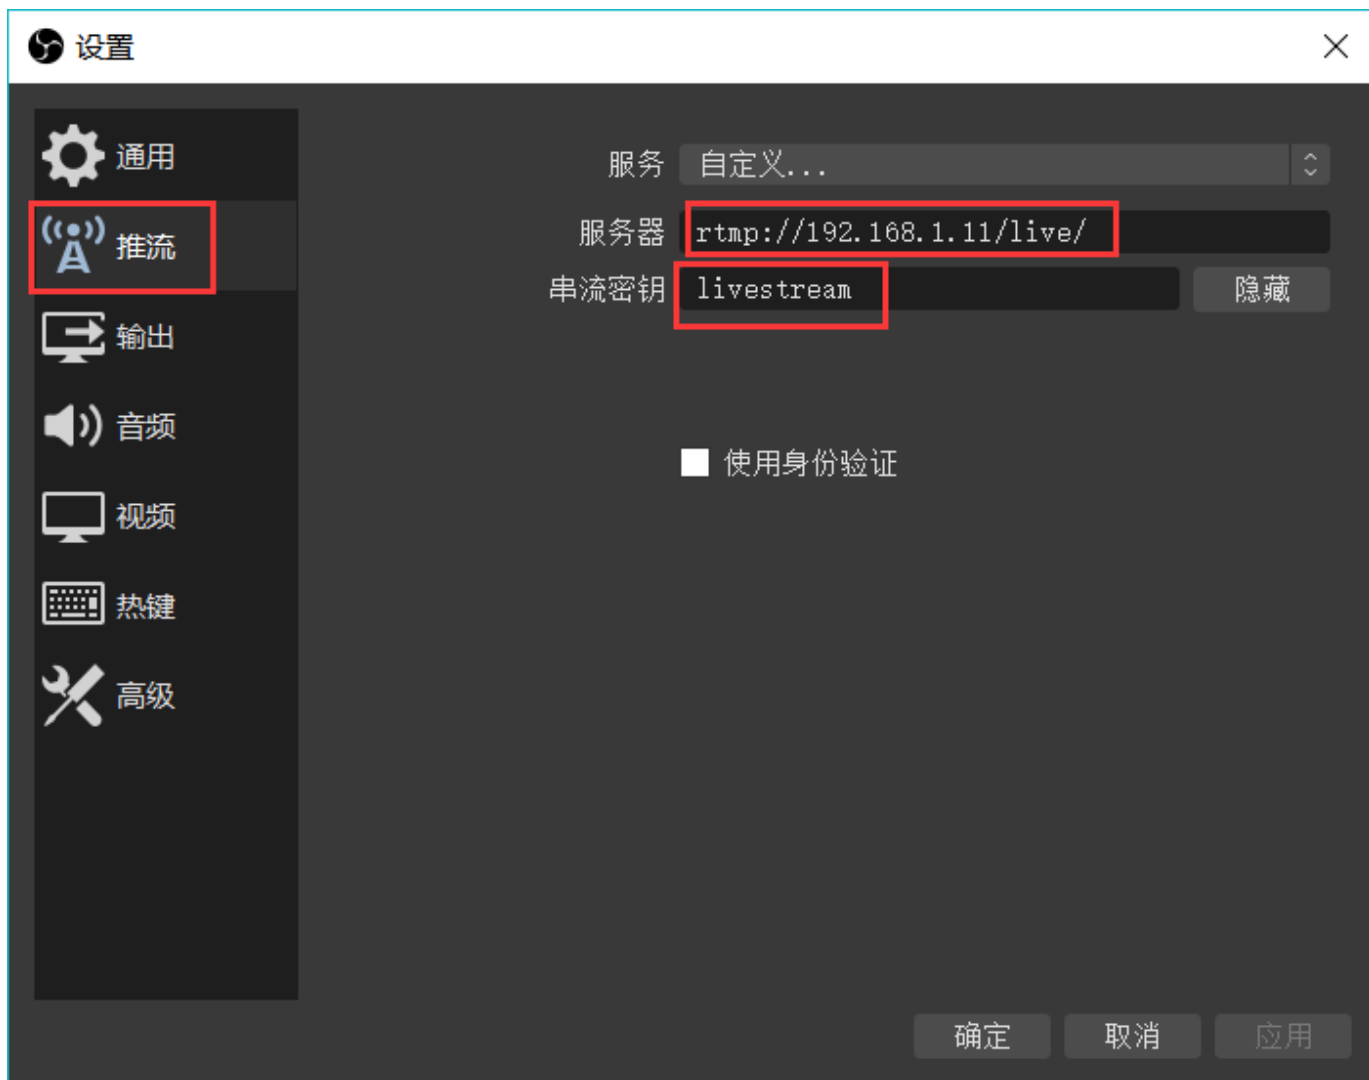 设置
通用
推流
输出
音频
视频
热键
高级
服务 自定义...
服务器 rtmp://192.168.1.11/live/
串流密钥 livestream 隐藏
使用身份验证
确定 取消 应用